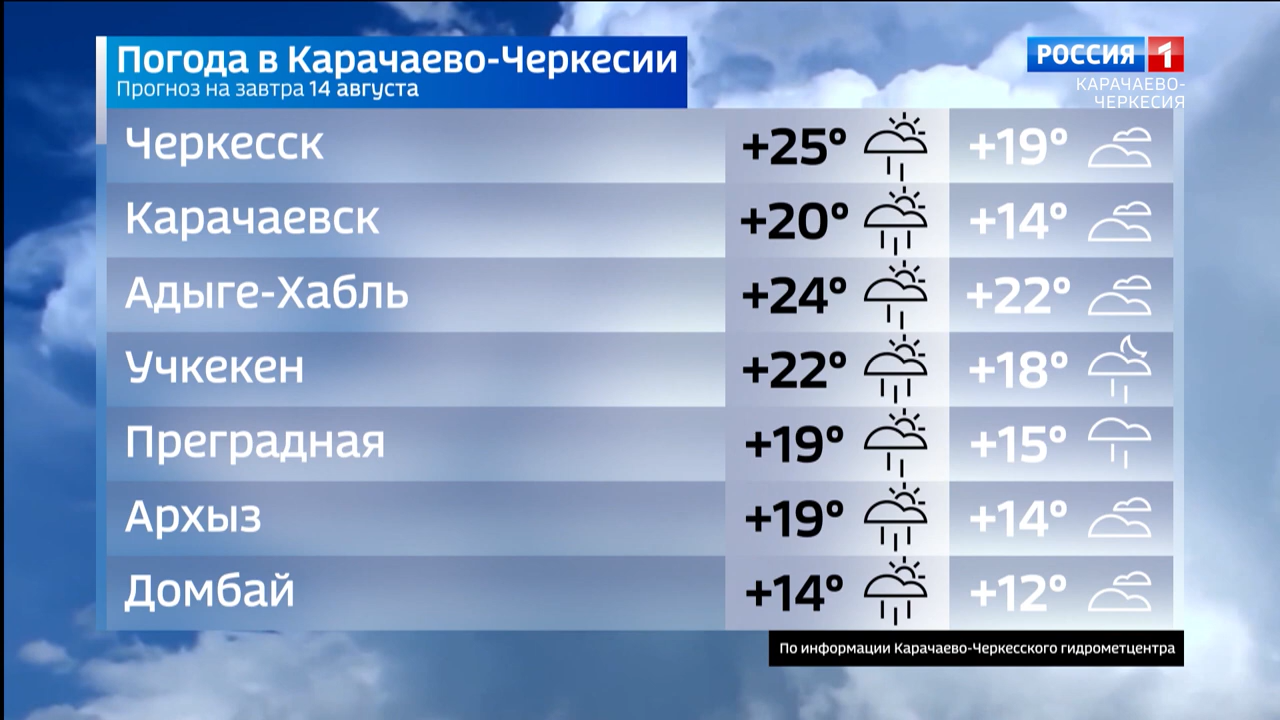 Погода в Карачаево-Черкесии
Прогноз на завтра 14 августа
РОССИЯ 1
КАРАЧАЕВО-
ЧЕРКЕСИЯ
Черкесск +25° +19°
Карачаевск +20° +14°
Адыге-Хабль +24° +22°
Учкекен +22° +18°
Преградная +19° +15°
Архыз +19° +14°
Домбай +14° +12°
По информации Карачаево-Черкесского гидрометцентра